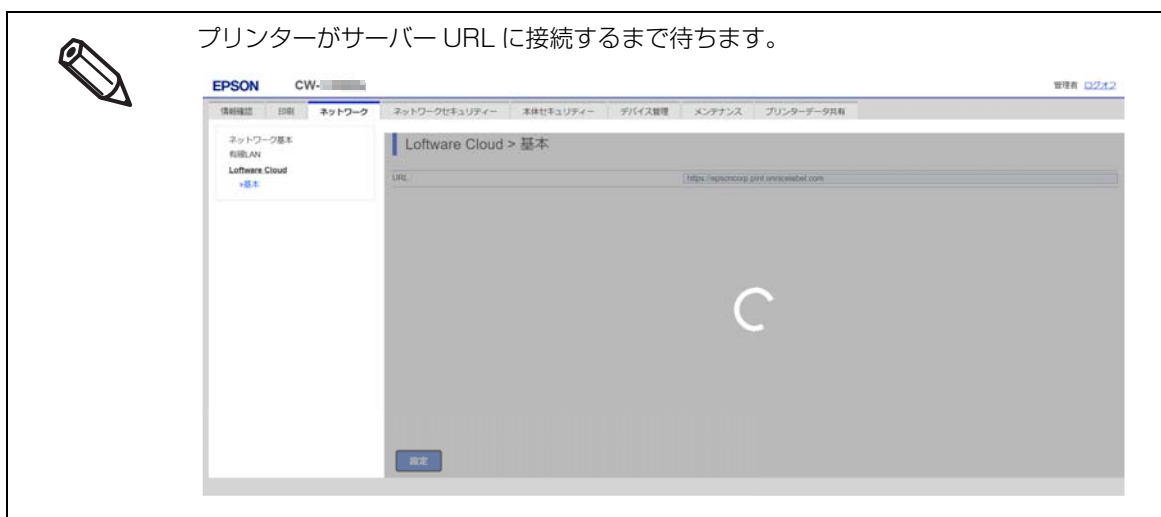 プリンターがサーバー URL に接続するまで待ちます。
EPSON CW-
管理者 ログオフ
情報確認 印刷 ネットワーク ネットワークセキュリティー 本体セキュリティー デバイス管理 メンテナンス プリンターデータ共有
ネットワーク基本
有線LAN
Loftware Cloud
»基本
Loftware Cloud > 基本
URL :
https://epsoncorp.print.onnicelabel.com
設定